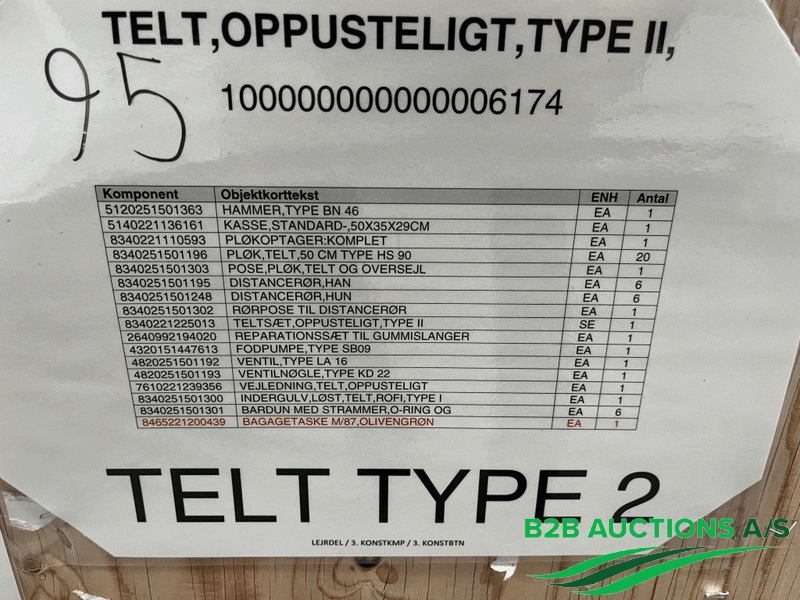 TELT,OPPUSTELIGT,TYPE II,
95
100000000000006174
Komponent Objektkorttekst ENH Antal
5120251501363 HAMMER,TYPE BN 46 EA 1
5140221136161 KASSE,STANDARD-,50X35X29CM EA 1
8340221110593 PLØKOPTAGER:KOMPLET EA 1
8340251501196 PLØK,TELT,50 CM TYPE HS 90 EA 20
8340251501303 POSE,PLØK,TELT OG OVERSEJL EA 1
8340251501195 DISTANCERØR,HAN EA 6
8340251501248 DISTANCERØR,HUN EA 6
8340251501302 RØRPOSE TIL DISTANCERØR EA 1
8340221225013 TELTSÆT,OPPUSTELIGT,TYPE II SE 1
2640992194020 REPARATIONSSÆT TIL GUMMISLANGER EA 1
4320151447613 FODPUMPE,TYPE SB09 EA 1
4820251501192 VENTIL,TYPE LA 16 EA 1
4820251501193 VENTILNØGLE,TYPE KD 22 EA 1
7610221239356 VEJLEDNING,TELT,OPPUSTELIGT EA 1
8340251501300 INDERGULV,LØST,TELT,ROFI,TYPE I EA 1
8340251501301 BARDUN MED STRAMMER,O-RING OG EA 6
8465221200439 BAGAGETASKE M/87,OLIVENGRØN EA 1
TELT TYPE 2
LEJRDEL / 3. KONSTKMP / 3. KONSTBTN
B2B AUCTIONS A/S